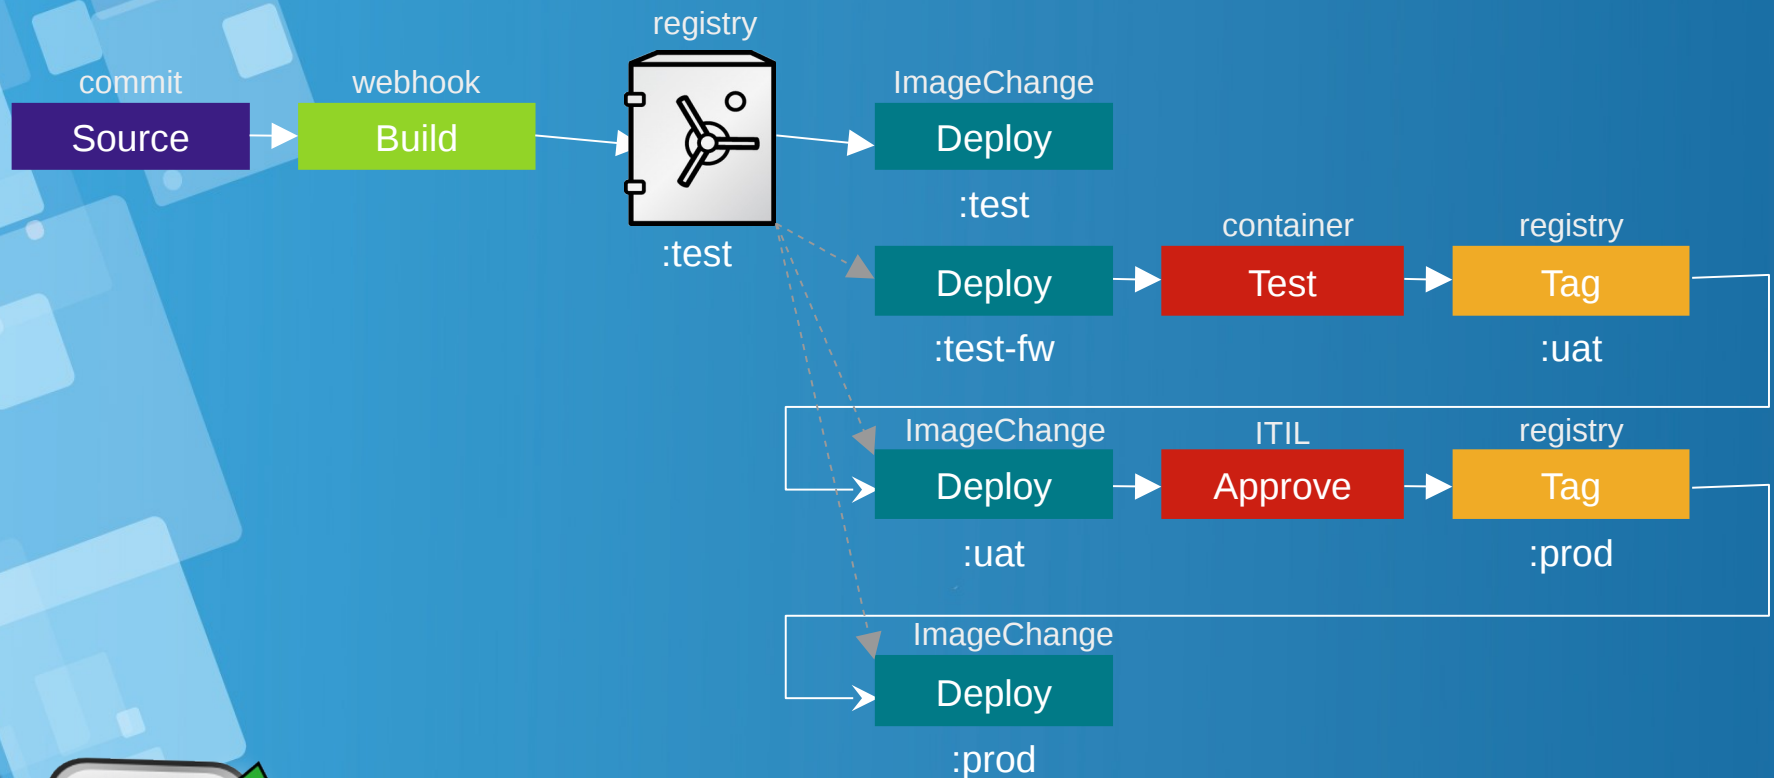 registry
commit
webhook
ImageChange
Source
Build
Deploy
:test
:test
container
registry
Deploy
Test
Tag
:test-fw
:uat
ImageChange
ITIL
registry
Deploy
Approve
Tag
:uat
:prod
ImageChange
Deploy
:prod